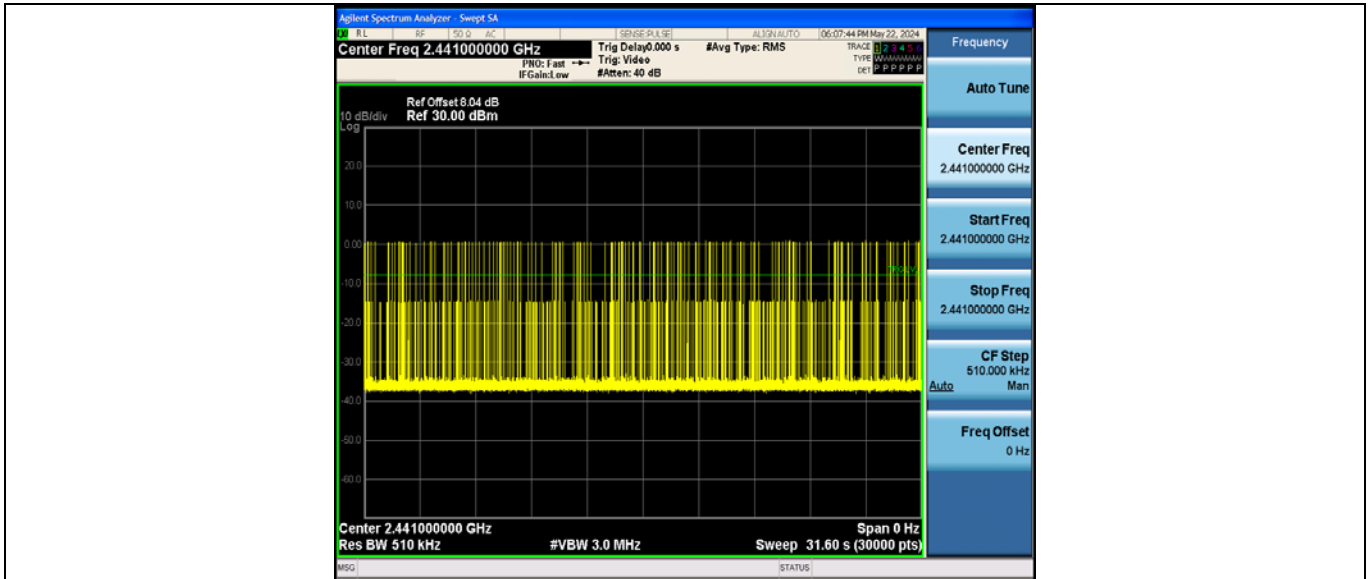 Agilent Spectrum Analyzer - Swept SA
RL RF 50 Ω AC SENSE:PULSE ALIGN AUTO 06:07:44 PM May 22, 2024
Center Freq 2.441000000 GHz
PNO: Fast
IFGain:Low
Trig Delay0.000 s
Trig: Video
#Atten: 40 dB
#Avg Type: RMS
TRACE 1 2 3 4 5 6
TYPE WWWWWW
DET P P P P P P
Ref Offset 8.04 dB
10 dB/div Ref 30.00 dBm
Log
20.0
10.0
0.00
-10.0
-20.0
-30.0
-40.0
-50.0
-60.0
Center 2.441000000 GHz Span 0 Hz
Res BW 510 kHz #VBW 3.0 MHz Sweep 31.60 s (30000 pts)
MSG STATUS
Frequency
Auto Tune
Center Freq
2.441000000 GHz
Start Freq
2.441000000 GHz
Stop Freq
2.441000000 GHz
CF Step
510.000 kHz
Auto Man
Freq Offset
0 Hz